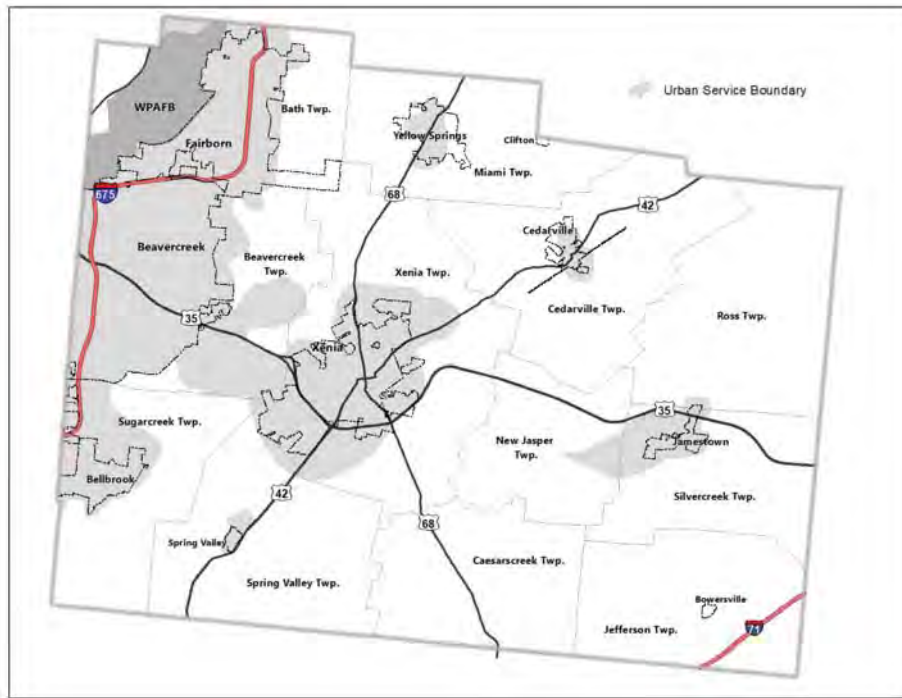 Urban Service Boundary
WPAFB
Bath Twp.
Fairborn
Yellow Springs
Clifton
Miami Twp.
675
68
42
Beavercreek
Beavercreek
Twp.
Xenia Twp.
Cedarville
Cedarville Twp.
Ross Twp.
35
Xenia
Sugarcreek Twp.
New Jasper
Twp.
35
Jamestown
Bellbrook
Silvercreek Twp.
42
68
Spring Valley
Spring Valley Twp.
Caesarscreek Twp.
Bowersville
Jefferson Twp.
71